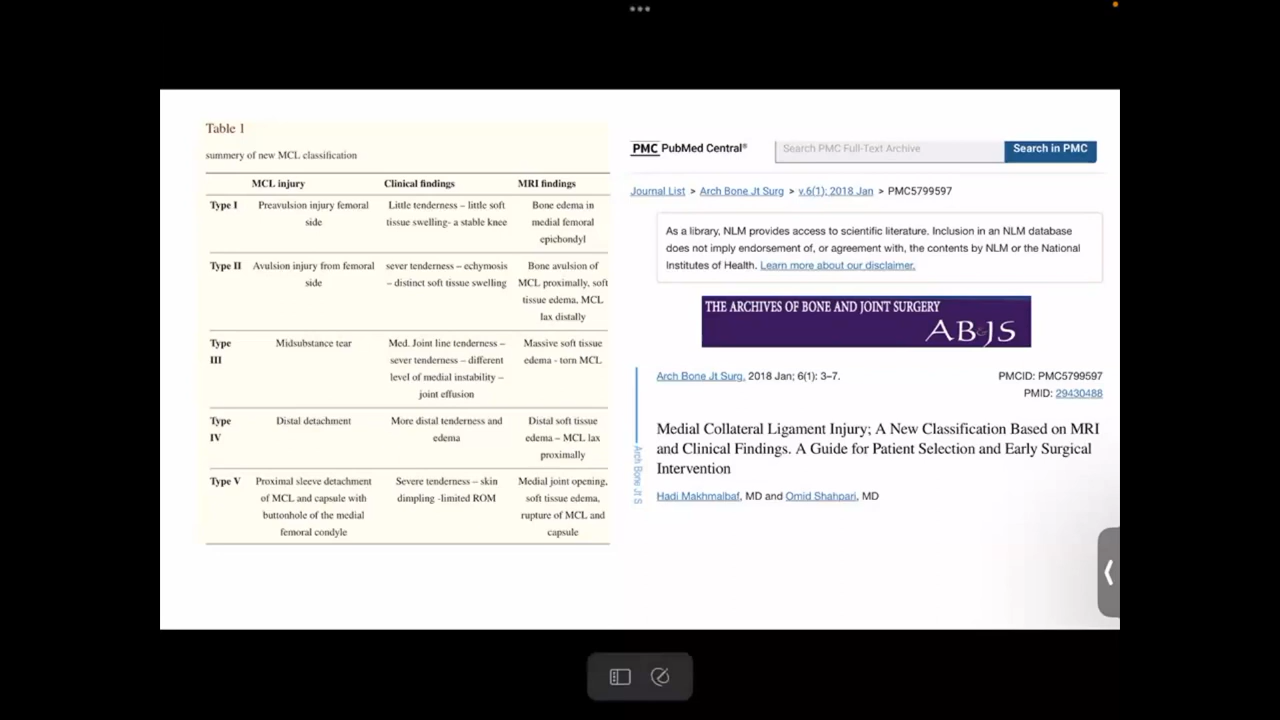 Table 1
summery of new MCL classification
MCL injury Clinical findings MRI findings
Type I Preavulsion injury femoral side Little tenderness – little soft tissue swelling- a stable knee Bone edema in medial femoral epichondyl
Type II Avulsion injury from femoral side sever tenderness – echymosis – distinct soft tissue swelling Bone avulsion of MCL proximally, soft tissue edema, MCL lax distally
Type III Midsubstance tear Med. Joint line tenderness – sever tenderness – different level of medial instability – joint effusion Massive soft tissue edema - torn MCL
Type IV Distal detachment More distal tenderness and edema Distal soft tissue edema – MCL lax proximally
Type V Proximal sleeve detachment of MCL and capsule with buttonhole of the medial femoral condyle Severe tenderness – skin dimpling -limited ROM Medial joint opening, soft tissue edema, rupture of MCL and capsule
PMC PubMed Central®
Search PMC Full-Text Archive
Search in PMC
Journal List > Arch Bone Jt Surg > v.6(1); 2018 Jan > PMC5799597
As a library, NLM provides access to scientific literature. Inclusion in an NLM database
does not imply endorsement of, or agreement with, the contents by NLM or the National
Institutes of Health. Learn more about our disclaimer.
THE ARCHIVES OF BONE AND JOINT SURGERY
AB&JS
Arch Bone Jt Surg. 2018 Jan; 6(1): 3–7.
PMCID: PMC5799597
PMID: 29430488
Medial Collateral Ligament Injury; A New Classification Based on MRI
and Clinical Findings. A Guide for Patient Selection and Early Surgical
Intervention
Hadi Makhmalbaf, MD and Omid Shahpari, MD
Arch Bone Jt S